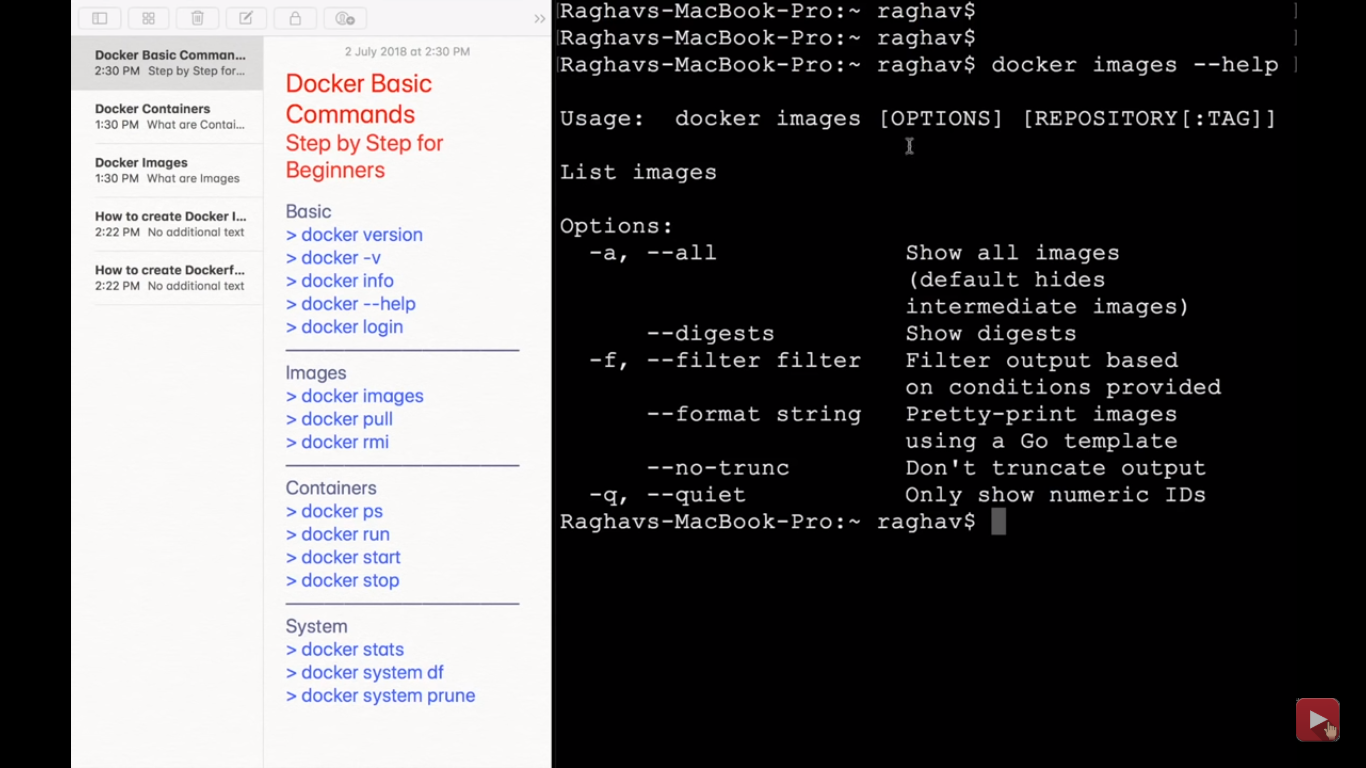 Docker Basic Comman...
2:30 PM Step by Step for...
Docker Containers
1:30 PM What are Contai...
Docker Images
1:30 PM What are Images
How to create Docker I...
2:22 PM No additional text
How to create Dockerf...
2:22 PM No additional text
2 July 2018 at 2:30 PM
Docker Basic
Commands
Step by Step for
Beginners
Basic
> docker version
> docker -v
> docker info
> docker --help
> docker login
Images
> docker images
> docker pull
> docker rmi
Containers
> docker ps
> docker run
> docker start
> docker stop
System
> docker stats
> docker system df
> docker system prune
Raghavs-MacBook-Pro:~ raghav$
Raghavs-MacBook-Pro:~ raghav$
Raghavs-MacBook-Pro:~ raghav$ docker images --help
Usage: docker images [OPTIONS] [REPOSITORY[:TAG]]
List images
Options:
-a, --all Show all images
(default hides
intermediate images)
--digests Show digests
-f, --filter filter Filter output based
on conditions provided
--format string Pretty-print images
using a Go template
--no-trunc Don't truncate output
-q, --quiet Only show numeric IDs
Raghavs-MacBook-Pro:~ raghav$